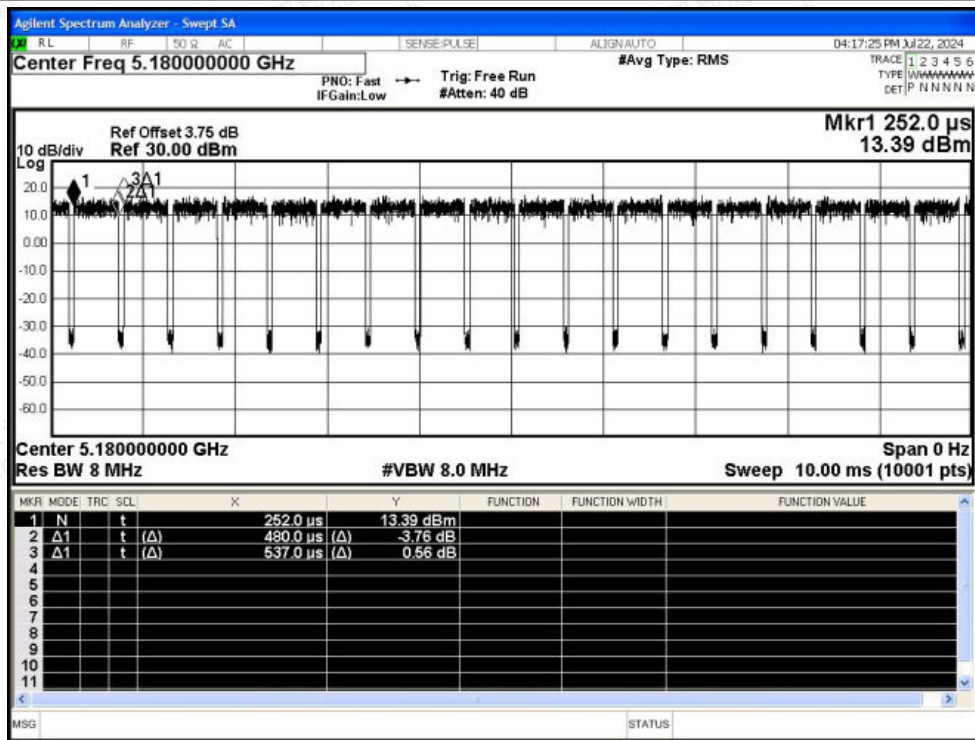 Agilent Spectrum Analyzer - Swept SA
LXI RL RF 50 Ω AC SENSE:PULSE ALIGNAUTO 04:17:25 PM Jul 22, 2024
Center Freq 5.180000000 GHz #Avg Type: RMS TRACE 1 2 3 4 5 6
PNO: Fast Trig: Free Run TYPE WWWWWW
IFGain:Low #Atten: 40 dB DET P N N N N N
Ref Offset 3.75 dB Mkr1 252.0 µs
10 dB/div Ref 30.00 dBm 13.39 dBm
Log
1 3Δ1
20.0 2Δ1
10.0
0.00
-10.0
-20.0
-30.0
-40.0
-50.0
-60.0
Center 5.180000000 GHz Span 0 Hz
Res BW 8 MHz #VBW 8.0 MHz Sweep 10.00 ms (10001 pts)
MKR MODE TRC SCL X Y FUNCTION FUNCTION WIDTH FUNCTION VALUE
1 N t 252.0 µs 13.39 dBm
2 Δ1 t (Δ) 480.0 µs (Δ) -3.76 dB
3 Δ1 t (Δ) 537.0 µs (Δ) 0.56 dB
4
5
6
7
8
9
10
11
MSG STATUS